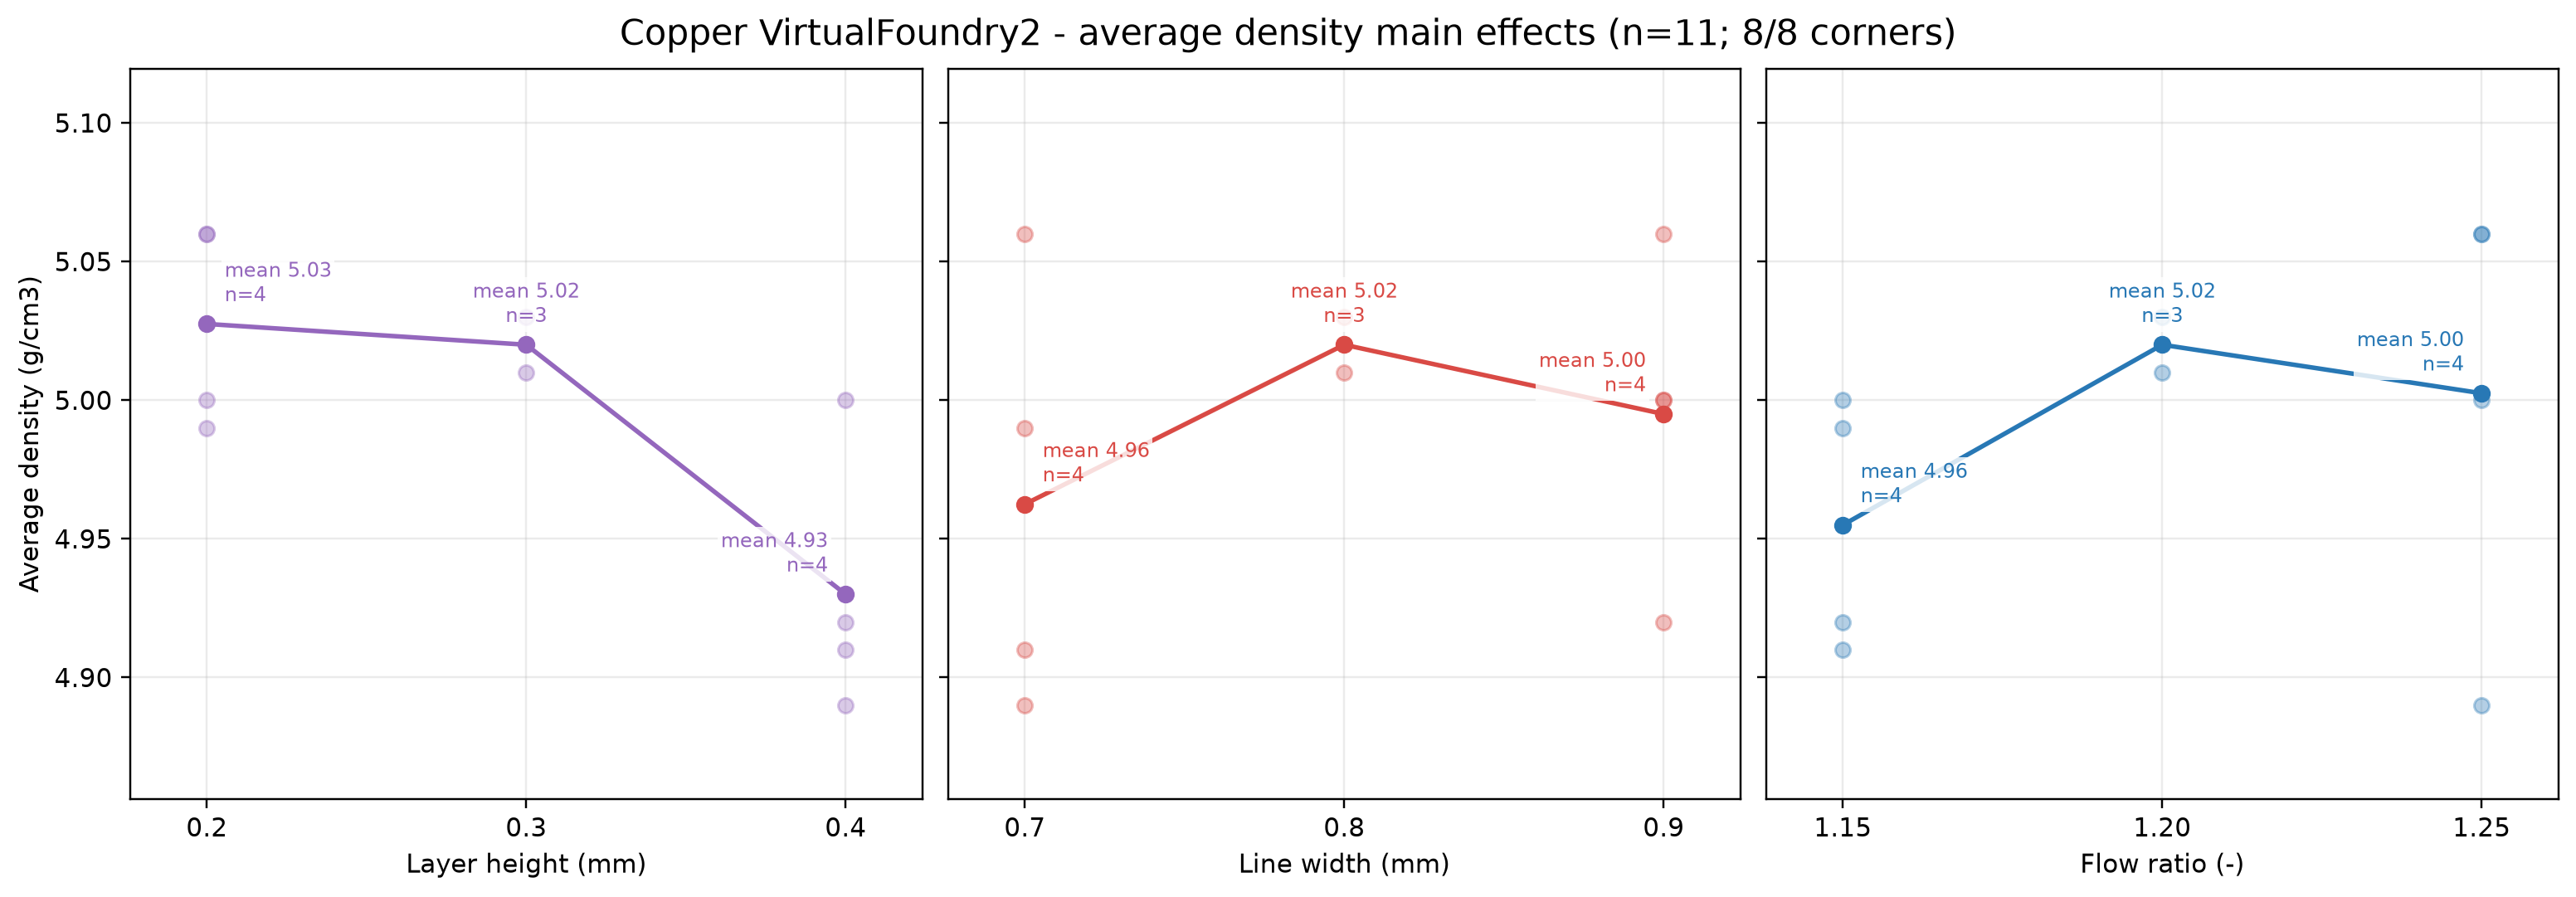 Copper VirtualFoundry2 - average density main effects (n=11; 8/8 corners)
Average density (g/cm3)
5.10
5.05
5.00
4.95
4.90
mean 5.03
n=4
mean 5.02
n=3
mean 4.93
n=4
0.2
0.3
0.4
Layer height (mm)
mean 4.96
n=4
mean 5.02
n=3
mean 5.00
n=4
0.7
0.8
0.9
Line width (mm)
mean 4.96
n=4
mean 5.02
n=3
mean 5.00
n=4
1.15
1.20
1.25
Flow ratio (-)